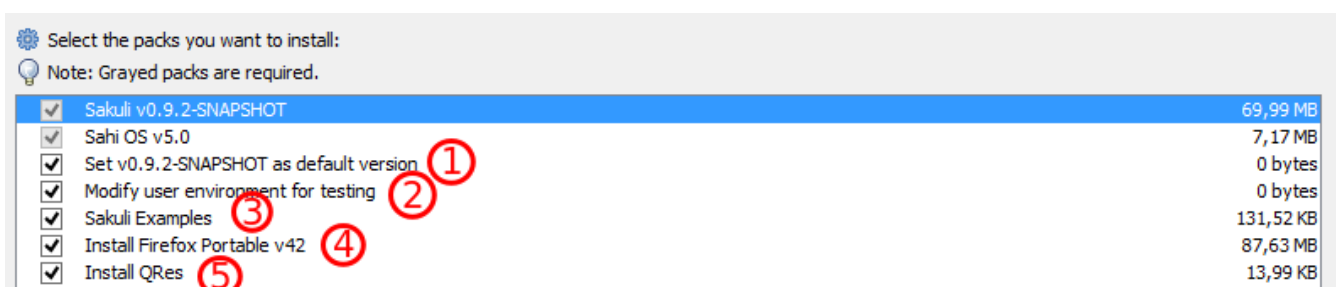 Select the packs you want to install:
Note: Grayed packs are required.
Sakuli v0.9.2-SNAPSHOT 69,99 MB
Sahi OS v5.0 7,17 MB
Set v0.9.2-SNAPSHOT as default version 1 0 bytes
Modify user environment for testing 2 0 bytes
Sakuli Examples 3 131,52 KB
Install Firefox Portable v42 4 87,63 MB
Install QRes 5 13,99 KB